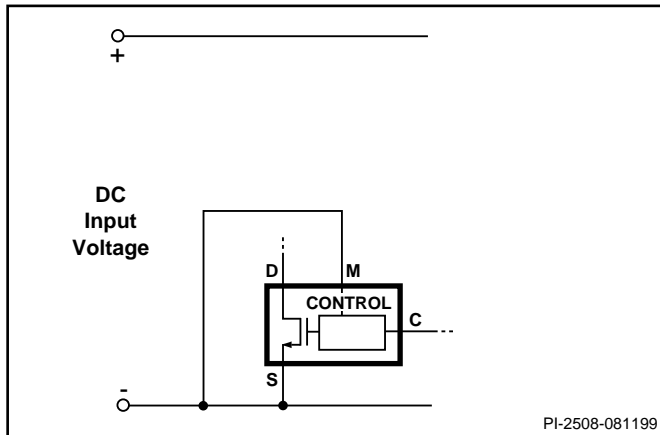 +
DC
Input
Voltage
D
M
CONTROL
C
S
-
PI-2508-081199